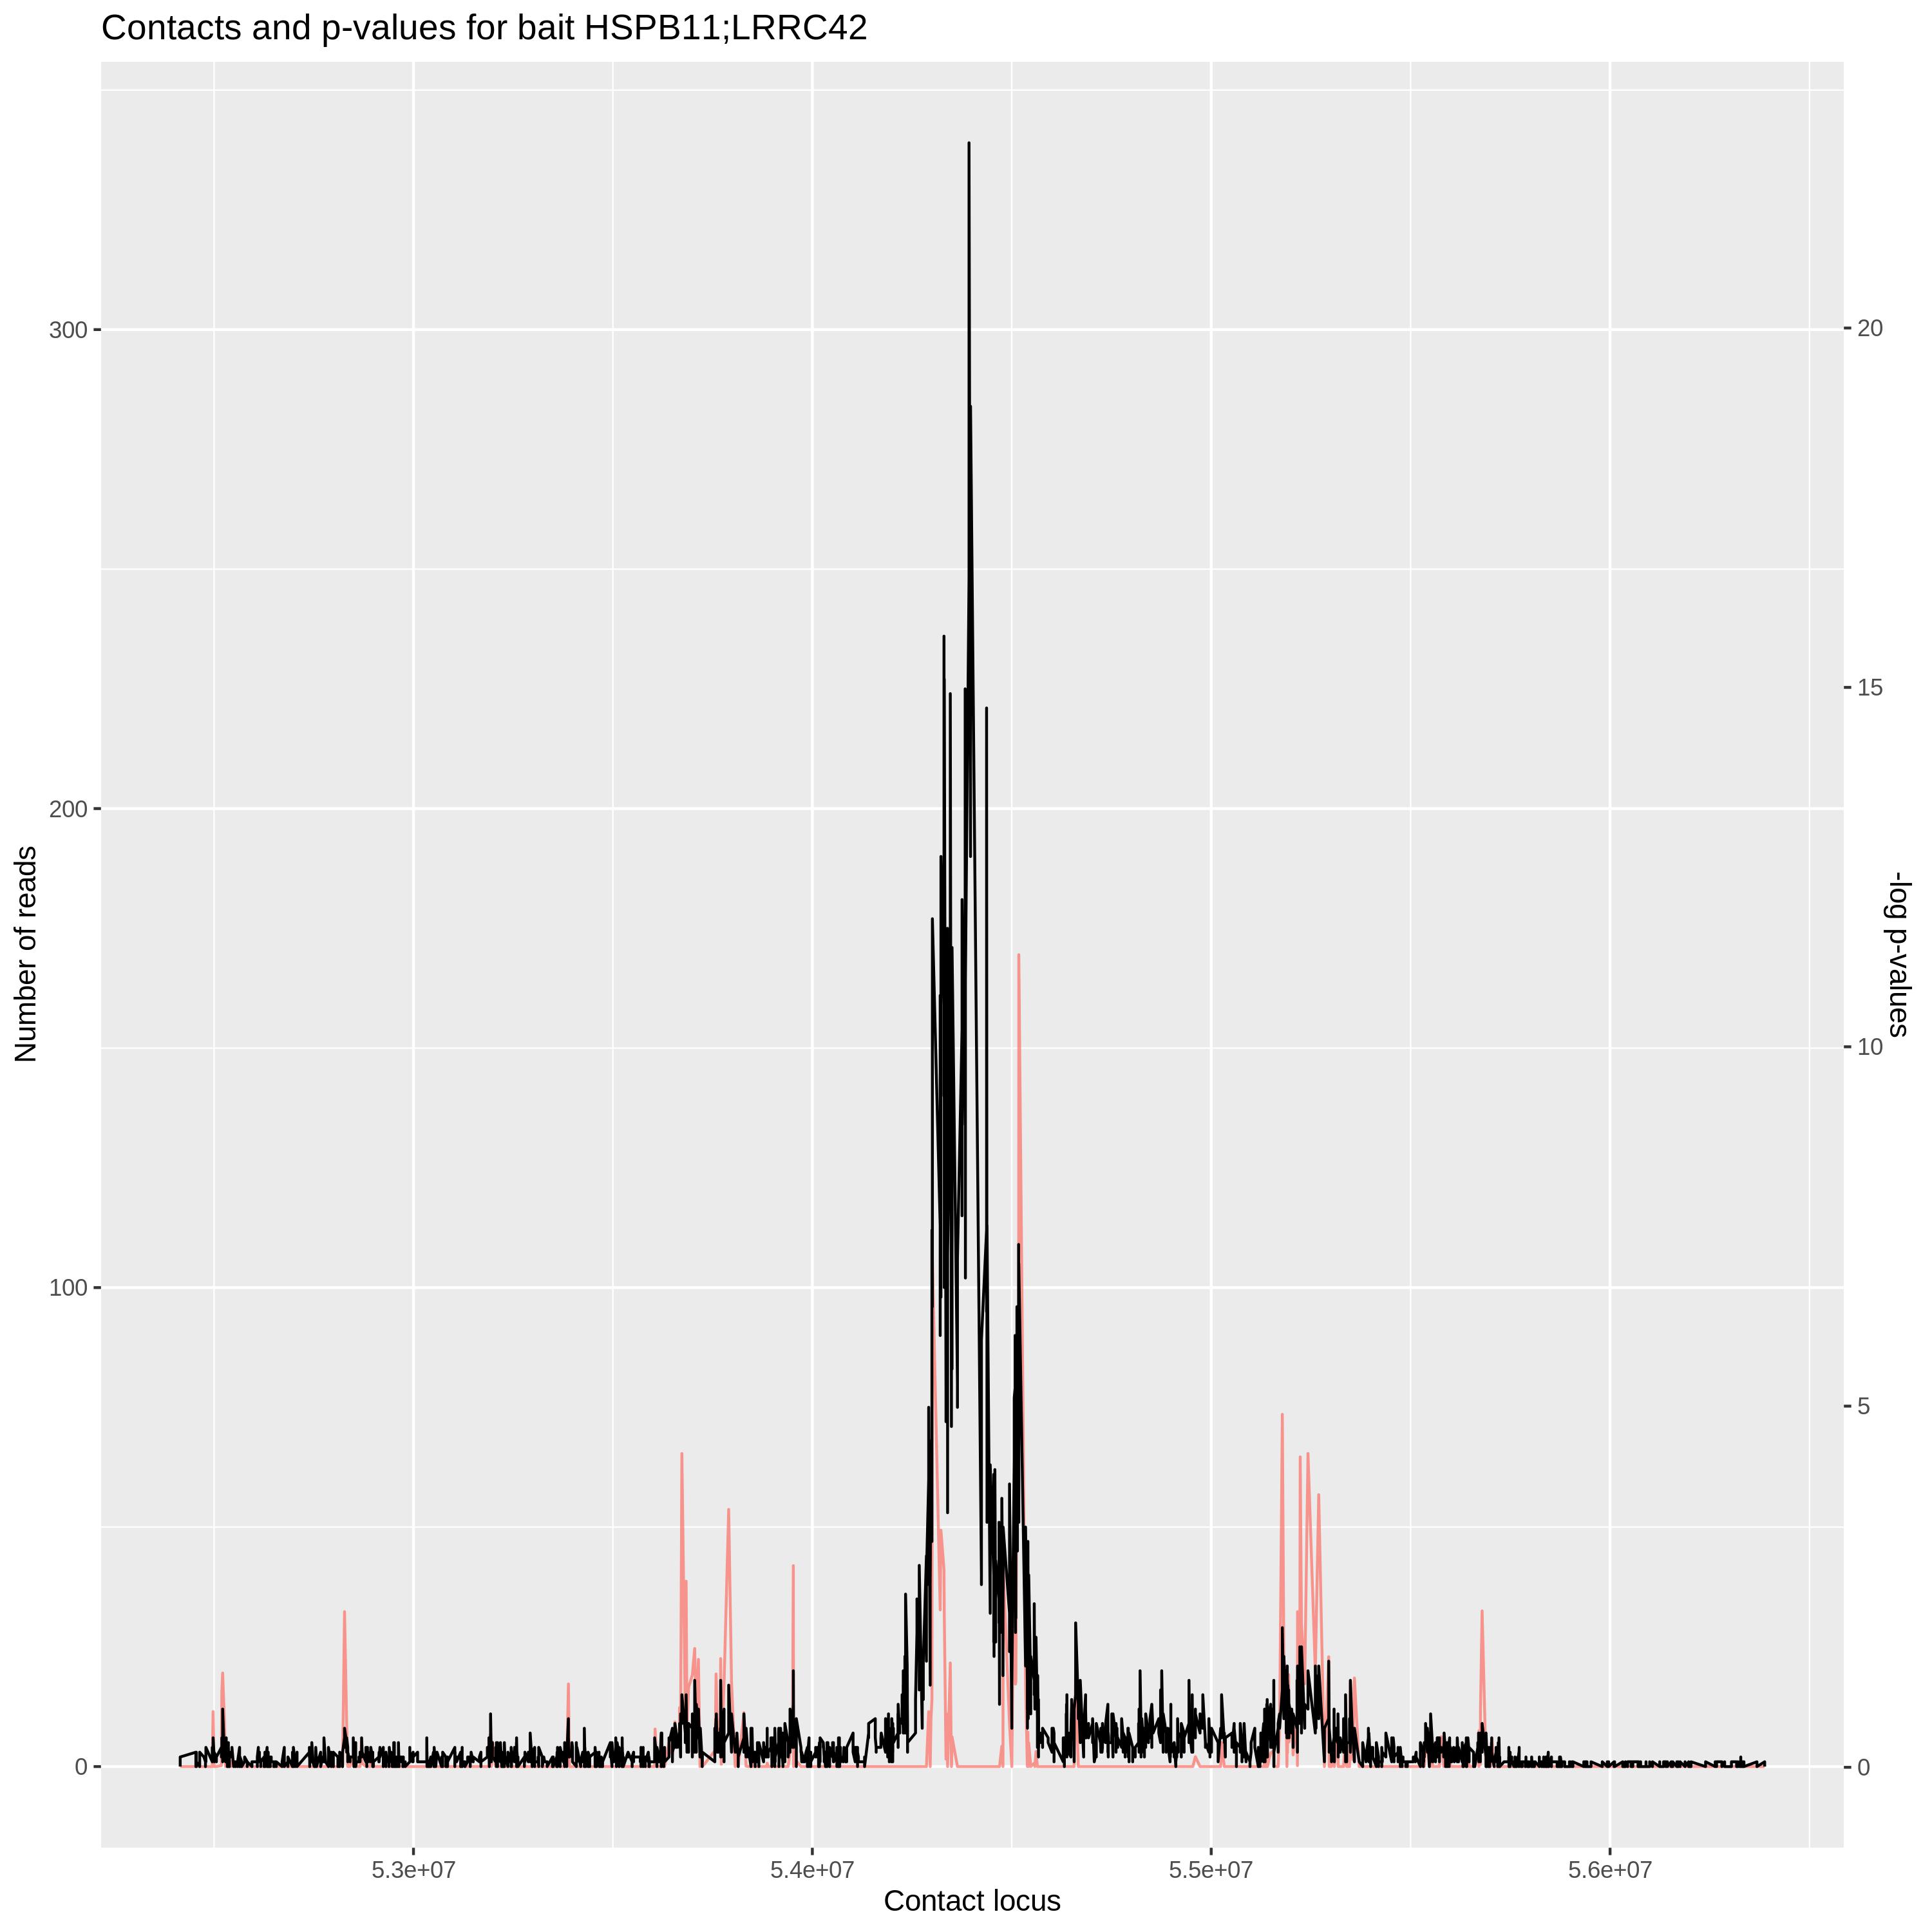 Contacts and p-values for bait HSPB11;LRRC42
300
200
100
0
Number of reads
20
15
10
5
0
-log p-values
5.3e+07
5.4e+07
5.5e+07
5.6e+07
Contact locus